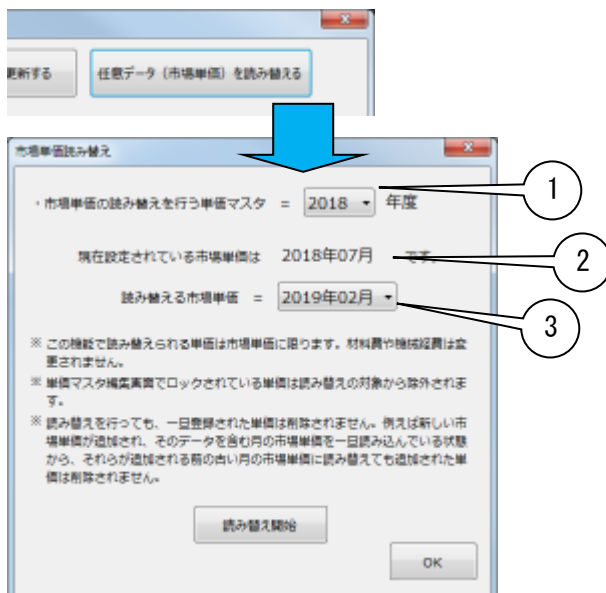 更新する
任意データ（市場単価）を読み替える
市場単価読み替え
・市場単価の読み替えを行う単価マスタ = 2018 年度
1
現在設定されている市場単価は 2018年07月 です。
2
読み替える市場単価 = 2019年02月
3
※ この機能で読み替えられる単価は市場単価に限ります。材料費や機械経費は変
更されません。
※ 単価マスタ編集画面でロックされている単価は読み替えの対象から除外されま
す。
※ 読み替えを行っても、一旦登録された単価は削除されません。例えば新しい市
場単価が追加され、そのデータを含む月の市場単価を一旦読み込んでいる状態
から、それらが追加される前の古い月の市場単価に読み替えても追加された単
価は削除されません。
読み替え開始
OK